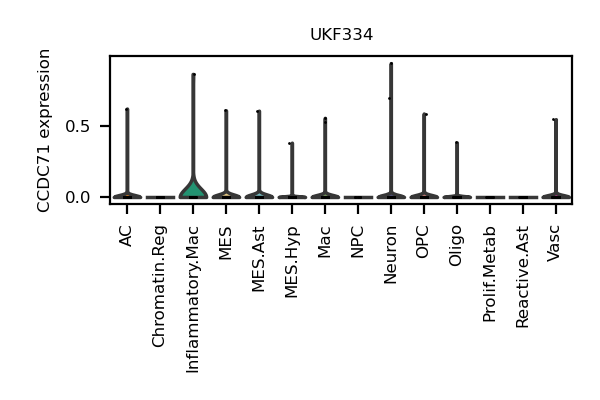 UKF334
CCDC71 expression
0.5
0.0
AC
Chromatin.Reg
Inflammatory.Mac
MES
MES.Ast
MES.Hyp
Mac
NPC
Neuron
OPC
Oligo
Prolif.Metab
Reactive.Ast
Vasc